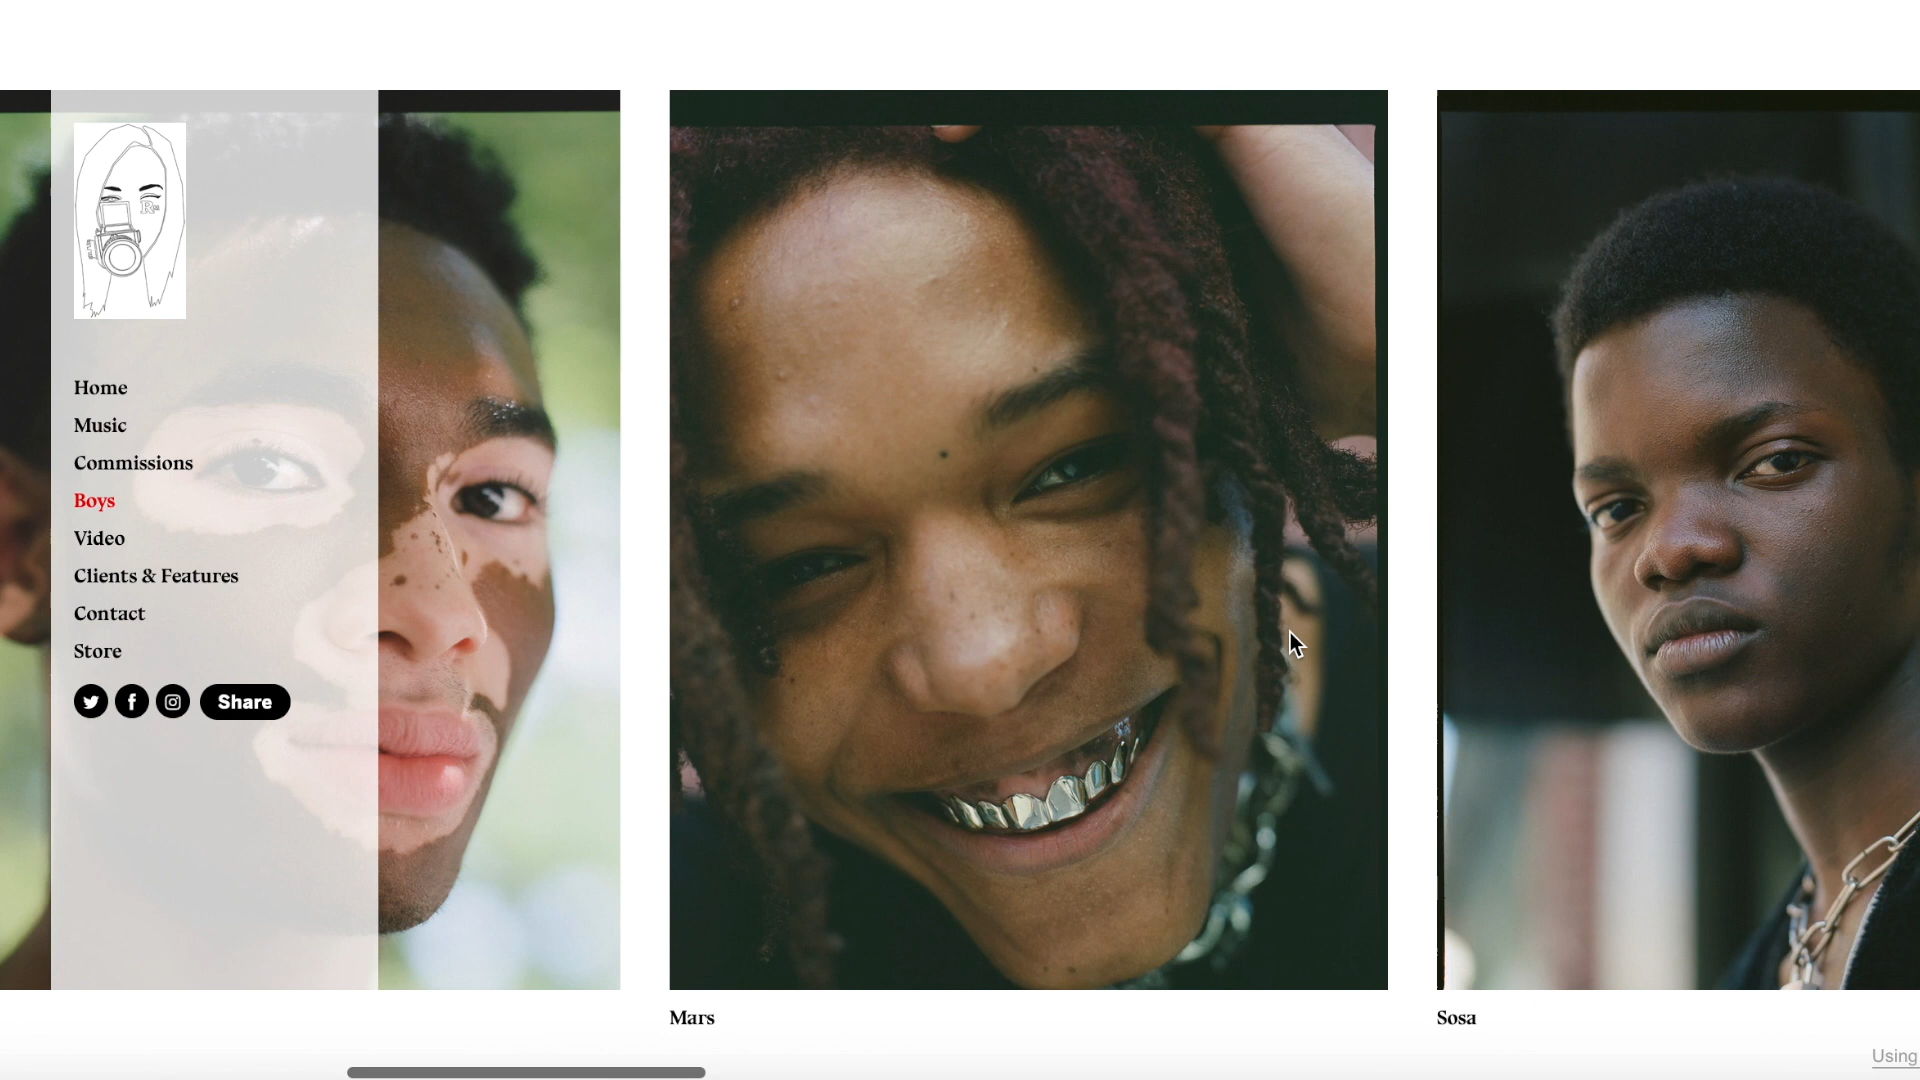 Home
Music
Commissions
Boys
Video
Clients & Features
Contact
Store
Share
Mars
Sosa
Using